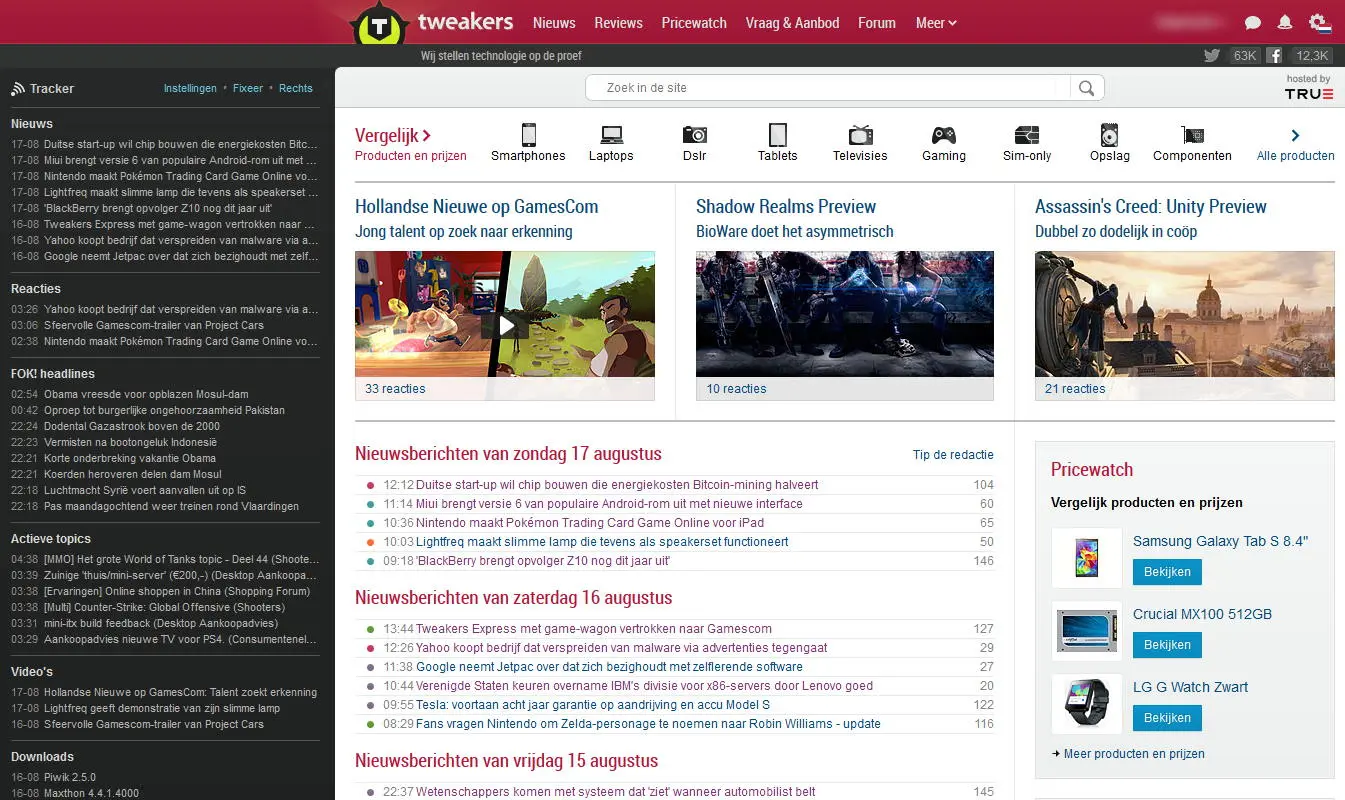 tweakers
Nieuws Reviews Pricewatch Vraag & Aanbod Forum Meer
Wij stellen technologie op de proef
63K 12,3K
Tracker Instellingen • Fixeer • Rechts
Nieuws
17-08 Duitse start-up wil chip bouwen die energiekosten Bitc...
17-08 Miui brengt versie 6 van populaire Android-rom uit met ...
17-08 Nintendo maakt Pokémon Trading Card Game Online vo...
17-08 Lightfreq maakt slimme lamp die tevens als speakerset ...
17-08 'BlackBerry brengt opvolger Z10 nog dit jaar uit'
16-08 Tweakers Express met game-wagon vertrokken naar ...
16-08 Yahoo koopt bedrijf dat verspreiden van malware via a...
16-08 Google neemt Jetpac over dat zich bezighoudt met zelf...
Reacties
03:26 Yahoo koopt bedrijf dat verspreiden van malware via a...
03:06 Sfeervolle Gamescom-trailer van Project Cars
02:38 Nintendo maakt Pokémon Trading Card Game Online vo...
FOK! headlines
02:54 Obama vreesde voor opblazen Mosul-dam
00:42 Oproep tot burgerlijke ongehoorzaamheid Pakistan
22:24 Dodental Gazastrook boven de 2000
22:23 Vermisten na bootongeluk Indonesië
22:21 Korte onderbreking vakantie Obama
22:21 Koerden heroveren delen dam Mosul
22:18 Luchtmacht Syrië voert aanvallen uit op IS
22:18 Pas maandagochtend weer treinen rond Vlaardingen
Actieve topics
04:38 [MMO] Het grote World of Tanks topic - Deel 44 (Shoote...
03:39 Zuinige 'thuis/mini-server' (€200,-) (Desktop Aankoopa...
03:38 [Ervaringen] Online shoppen in China (Shopping Forum)
03:38 [Multi] Counter-Strike: Global Offensive (Shooters)
03:31 mini-itx build feedback (Desktop Aankoopadvies)
03:29 Aankoopadvies nieuwe TV voor PS4. (Consumentenel...
Video's
17-08 Hollandse Nieuwe op GamesCom: Talent zoekt erkenning
17-08 Lightfreq geeft demonstratie van zijn slimme lamp
16-08 Sfeervolle Gamescom-trailer van Project Cars
Downloads
16-08 Piwik 2.5.0
16-08 Maxthon 4.4.1.4000
Zoek in de site
hosted by
TRUE
Vergelijk
Producten en prijzen
Smartphones Laptops Dslr Tablets Televisies Gaming Sim-only Opslag Componenten Alle producten
Hollandse Nieuwe op GamesCom
Jong talent op zoek naar erkenning
33 reacties
Shadow Realms Preview
BioWare doet het asymmetrisch
10 reacties
Assassin's Creed: Unity Preview
Dubbel zo dodelijk in coöp
21 reacties
Nieuwsberichten van zondag 17 augustus Tip de redactie
12:12 Duitse start-up wil chip bouwen die energiekosten Bitcoin-mining halveert 104
11:14 Miui brengt versie 6 van populaire Android-rom uit met nieuwe interface 60
10:36 Nintendo maakt Pokémon Trading Card Game Online voor iPad 65
10:03 Lightfreq maakt slimme lamp die tevens als speakerset functioneert 50
09:18 'BlackBerry brengt opvolger Z10 nog dit jaar uit' 146
Nieuwsberichten van zaterdag 16 augustus
13:44 Tweakers Express met game-wagon vertrokken naar Gamescom 127
12:26 Yahoo koopt bedrijf dat verspreiden van malware via advertenties tegengaat 29
11:38 Google neemt Jetpac over dat zich bezighoudt met zelflerende software 27
10:44 Verenigde Staten keuren overname IBM's divisie voor x86-servers door Lenovo goed 20
09:55 Tesla: voortaan acht jaar garantie op aandrijving en accu Model S 122
08:29 Fans vragen Nintendo om Zelda-personage te noemen naar Robin Williams - update 116
Nieuwsberichten van vrijdag 15 augustus
22:37 Wetenschappers komen met systeem dat 'ziet' wanneer automobilist belt 145
Pricewatch
Vergelijk producten en prijzen
Samsung Galaxy Tab S 8.4"
Bekijken
Crucial MX100 512GB
Bekijken
LG G Watch Zwart
Bekijken
Meer producten en prijzen